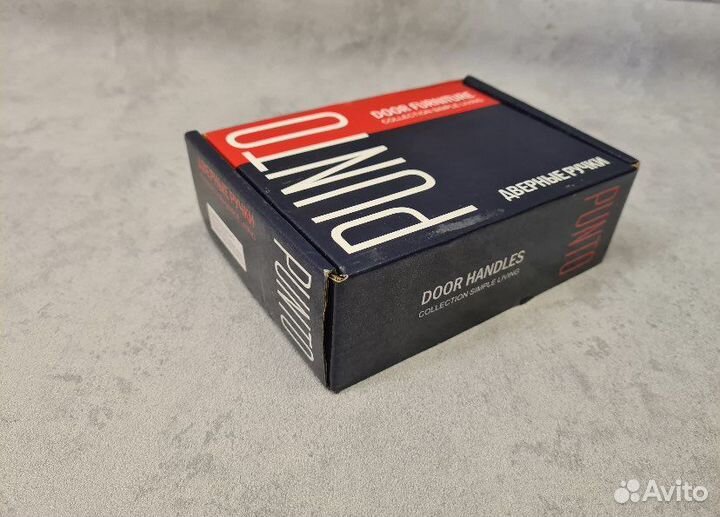 PUNTO
DOOR FURNITURE
COLLECTION SIMPLE LIVING
ДВЕРНЫЕ РУЧКИ
ДВЕРНЫЕ РУЧКИ
PUNTO
DOOR HANDLES
COLLECTION SIMPLE LIVING
PUNTO
Avito